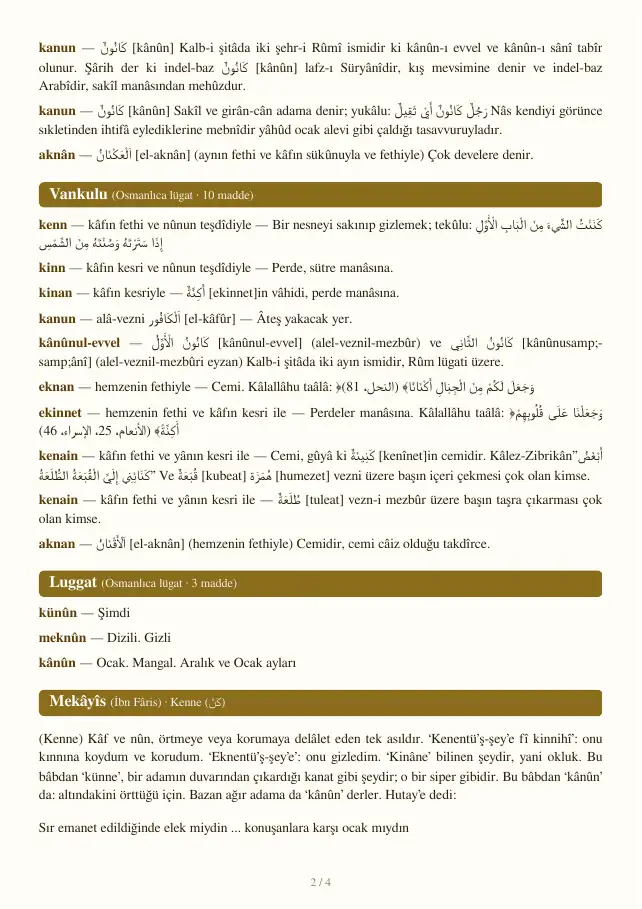 kanun — كَانُونٌ [kânûn] Kalb-i şitâda iki şehr-i Rûmî ismidir ki kânûn-ı evvel ve kânûn-ı sânî tabîr
olunur. Şârih der ki indel-baz كَانُونٌ [kânûn] lafz-ı Süryânîdir, kış mevsimine denir ve indel-baz
Arabîdir, sakîl manâsından mehûzdur.
kanun — كَانُونٌ [kânûn] Sakîl ve girân-cân adama denir; yukâlu: رَجُلٌ كَانُونٌ أَيْ ثَقِيلٌ Nâs kendiyi görünce
sıkletinden ihtifâ eylediklerine mebnîdir yâhûd ocak alevi gibi çaldığı tasavvuruyladır.
aknân — اَلْعَكْنَانُ [el-aknân] (aynın fethi ve kâfın sükûnuyla ve fethiyle) Çok develere denir.
Vankulu (Osmanlıca lügat · 10 madde)
kenn — kâfın fethi ve nûnun teşdîdiyle — Bir nesneyi sakınıp gizlemek; tekûlu: كَنَنْتُ الشَّيْءَ مِنَ الْبَابِ الْأَوَّلِ
إِذَا سَتَرْتَهُ وَصُنْتَهُ مِنَ الشَّمْسِ
kinn — kâfın kesri ve nûnun teşdîdiyle — Perde, sütre manâsına.
kinan — kâfın kesriyle — أَكِنَّةٌ [ekinnet]in vâhidi, perde manâsına.
kanun — alâ-vezni اَلْكَافُور [el-kâfûr] — Âteş yakacak yer.
kânûnul-evvel — كَانُونُ الْأَوَّلُ [kânûnul-evvel] (alel-veznil-mezbûr) ve كَانُونُ الثَّانِي [kânûnusamp;-
samp;ânî] (alel-veznil-mezbûri eyzan) Kalb-i şitâda iki ayın ismidir, Rûm lügati üzere.
eknan — hemzenin fethiyle — Cemi. Kâlallâhu taâlâ: ﴿وَجَعَلَ لَكُمْ مِنَ الْجِبَالِ أَكْنَانًا﴾ (النحل، 81)
ekinnet — hemzenin fethi ve kâfın kesri ile — Perdeler manâsına. Kâlallâhu taâlâ: ﴿وَجَعَلْنَا عَلَى قُلُوبِهِمْ
أَكِنَّةً﴾ (الأنعام، 25، الإسراء، 46)
kenain — kâfın fethi ve yânın kesri ile — Cemi, gûyâ ki كَنِينَةٌ [kenînet]in cemidir. Kâlez-Zibrikân”أَبْغَضُ
كَنَائِنِي إِلَيَّ الْقُبَعَةُ الطُّلَعَةُ” Ve قُبَعَةٌ [kubeat] هُمَزَة [humezet] vezni üzere başın içeri çekmesi çok olan kimse.
kenain — kâfın fethi ve yânın kesri ile — طُلَعَةٌ [tuleat] vezn-i mezbûr üzere başın taşra çıkarması çok
olan kimse.
aknan — اَلْأَقْنَانُ [el-aknân] (hemzenin fethiyle) Cemidir, cemi câiz olduğu takdîrce.
Luggat (Osmanlıca lügat · 3 madde)
künûn — Şimdi
meknûn — Dizili. Gizli
kânûn — Ocak. Mangal. Aralık ve Ocak ayları
Mekâyîs (İbn Fâris) · Kenne (كَنَّ)
(Kenne) Kâf ve nûn, örtmeye veya korumaya delâlet eden tek asıldır. ‘Kenentü’ş-şey’e fî kinnihî’: onu
kınnına koydum ve korudum. ‘Eknentü’ş-şey’e’: onu gizledim. ‘Kinâne’ bilinen şeydir, yani okluk. Bu
bâbdan ‘künne’, bir adamın duvarından çıkardığı kanat gibi şeydir; o bir siper gibidir. Bu bâbdan ‘kânûn’
da: altındakini örttüğü için. Bazan ağır adama da ‘kânûn’ derler. Hutay’e dedi:
Sır emanet edildiğinde elek miydin ... konuşanlara karşı ocak mıydın
2 / 4